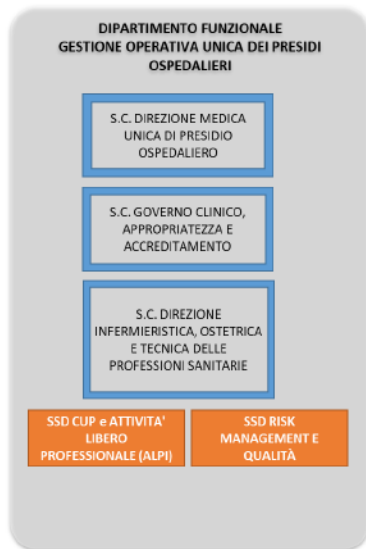 DIPARTIMENTO FUNZIONALE
GESTIONE OPERATIVA UNICA DEI PRESIDI
OSPEDALIERI
S.C. DIREZIONE MEDICA
UNICA DI PRESIDIO
OSPEDALIERO
S.C. GOVERNO CLINICO,
APPROPRIATEZZA E
ACCREDITAMENTO
S.C. DIREZIONE
INFERMIERISTICA, OSTETRICA
E TECNICA DELLE
PROFESSIONI SANITARIE
SSD CUP e ATTIVITA'
LIBERO
PROFESSIONALE (ALPI)
SSD RISK
MANAGEMENT E
QUALITÀ